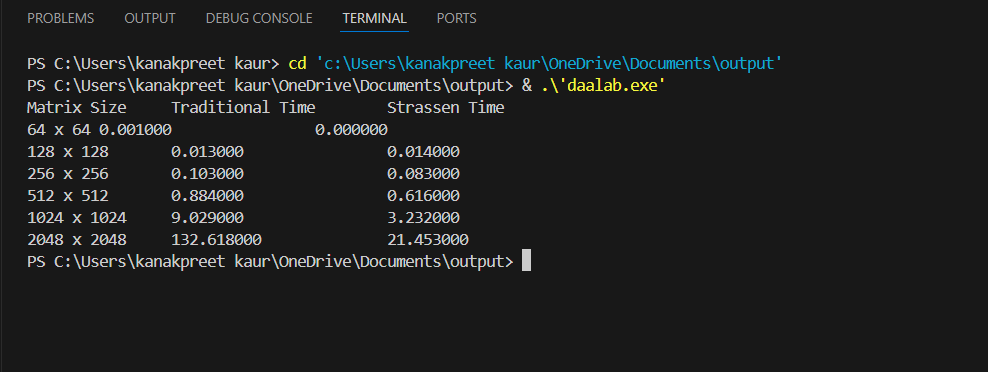 PROBLEMS OUTPUT DEBUG CONSOLE TERMINAL PORTS
PS C:\Users\kanakpreet kaur> cd 'c:\Users\kanakpreet kaur\OneDrive\Documents\output'
PS C:\Users\kanakpreet kaur\OneDrive\Documents\output> & .\'daalab.exe'
Matrix Size     Traditional Time        Strassen Time
64 x 64 0.001000                0.000000
128 x 128       0.013000                0.014000
256 x 256       0.103000                0.083000
512 x 512       0.884000                0.616000
1024 x 1024     9.029000                3.232000
2048 x 2048     132.618000              21.453000
PS C:\Users\kanakpreet kaur\OneDrive\Documents\output>